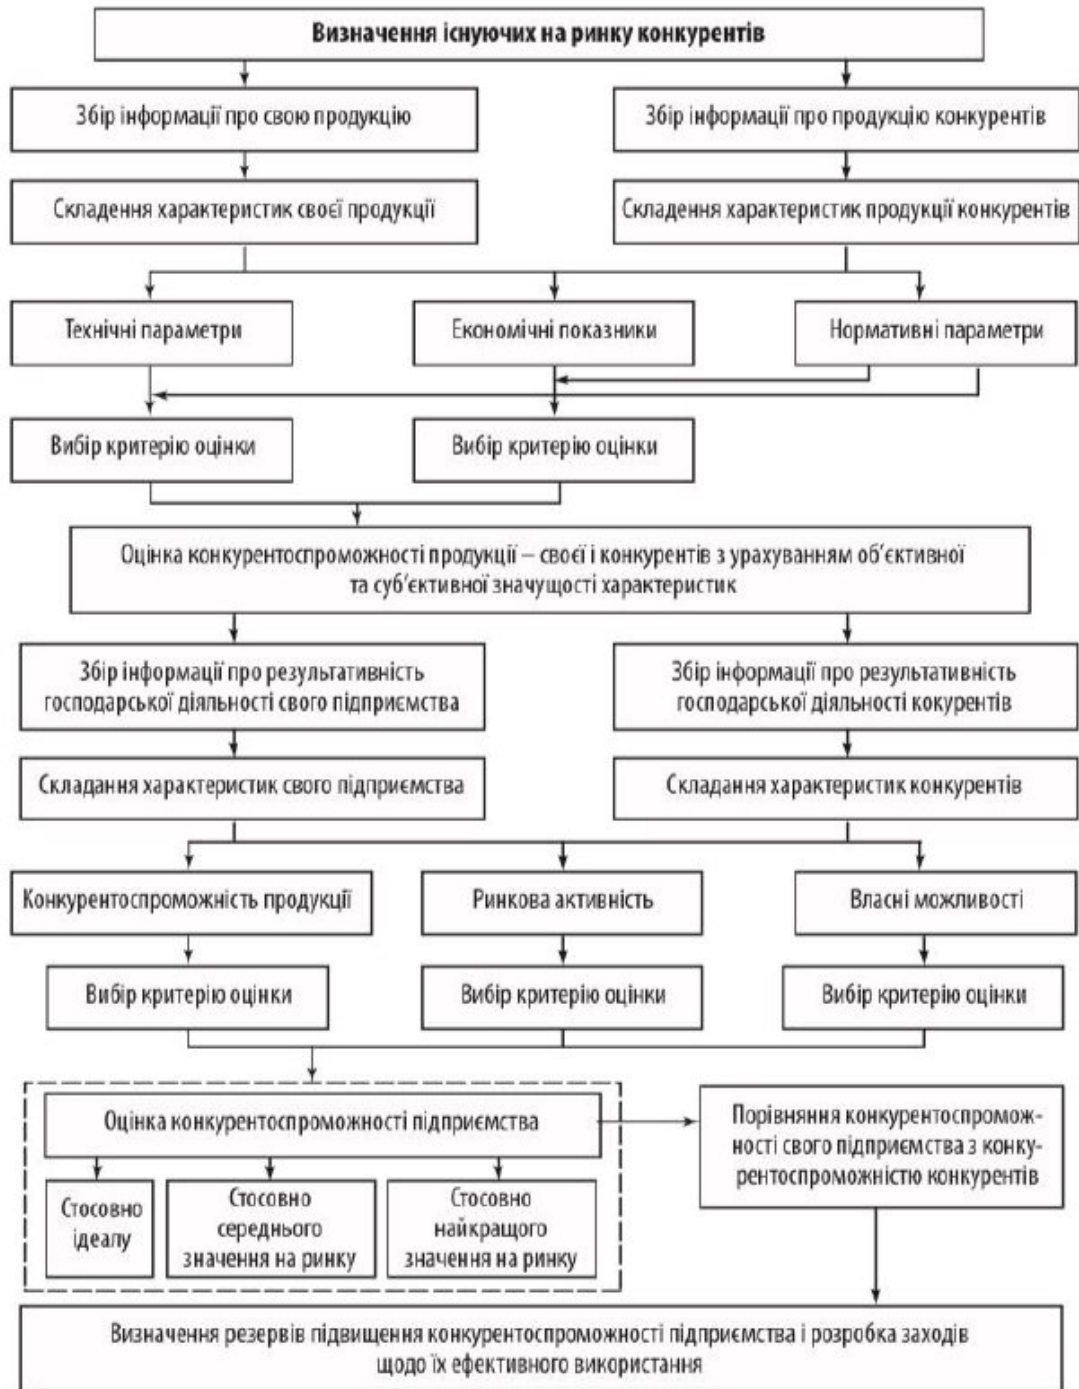 Визначення існуючих на ринку конкурентів
Збір інформації про свою продукцію
Збір інформації про продукцію конкурентів
Складення характеристик своєї продукції
Складення характеристик продукції конкурентів
Технічні параметри
Економічні показники
Нормативні параметри
Вибір критерію оцінки
Вибір критерію оцінки
Оцінка конкурентоспроможності продукції – своєї і конкурентів з урахуванням об'єктивної
та суб'єктивної значущості характеристик
Збір інформації про результативність
господарської діяльності свого підприємства
Збір інформації про результативність
господарської діяльності кокурентів
Складання характеристик свого підприємства
Складання характеристик конкурентів
Конкурентоспроможність продукції
Ринкова активність
Власні можливості
Вибір критерію оцінки
Вибір критерію оцінки
Вибір критерію оцінки
Оцінка конкурентоспроможності підприємства
Стосовно
ідеалу
Стосовно
середнього
значення на ринку
Стосовно
найкращого
значення на ринку
Порівняння конкурентоспромож-
ності свого підприємства з конку-
рентоспроможністю конкурентів
Визначення резервів підвищення конкурентоспроможності підприємства і розробка заходів
щодо їх ефективного використання